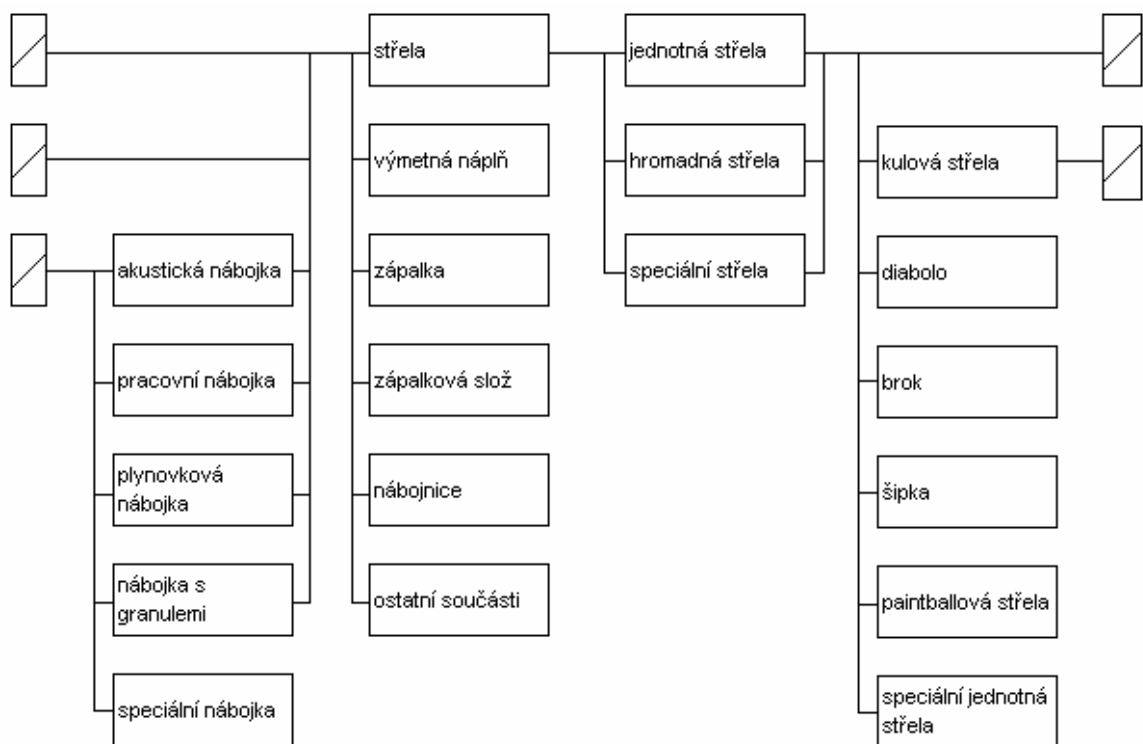 střela
jednotná střela
výmetná náplň
hromadná střela
kulová střela
akustická nábojka
zápalka
speciální střela
diabolo
pracovní nábojka
zápalková slož
brok
plynovková
nábojka
nábojnice
šipka
nábojka s
granulemi
ostatní součásti
paintballová střela
speciální nábojka
speciální jednotná
střela